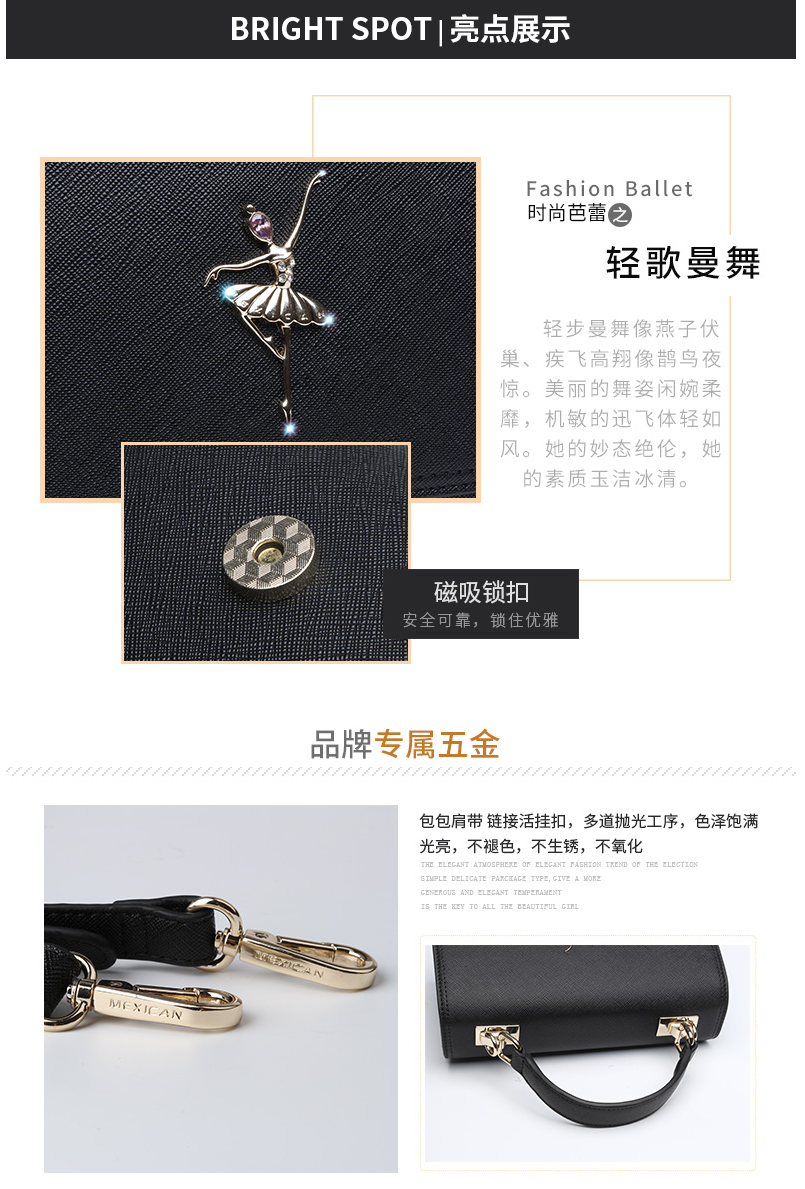 BRIGHT SPOT|亮点展示
Fashion Ballet
时尚芭蕾之
轻歌曼舞
轻步曼舞像燕子伏
巢、疾飞高翔像鹊鸟夜
惊。美丽的舞姿闲婉柔
靡，机敏的迅飞体轻如
风。她的妙态绝伦，她
的素质玉洁冰清。
磁吸锁扣
安全可靠，锁住优雅
品牌专属五金
包包肩带 链接活挂扣，多道抛光工序，色泽饱满
光亮，不褪色，不生锈，不氧化
THE ELEGANT ATMOSPHERE OF ELEGANT FASHION TREND OF THE ELECTION
SIMPLE DELICATE PARCKAGE TYPE,GIVE A MORE
GENEROUS AND ELEGANT TEMPERAMENT
IS THE KEY TO ALL THE BEAUTIFUL GIRL
MEXICAN
MEXICAN